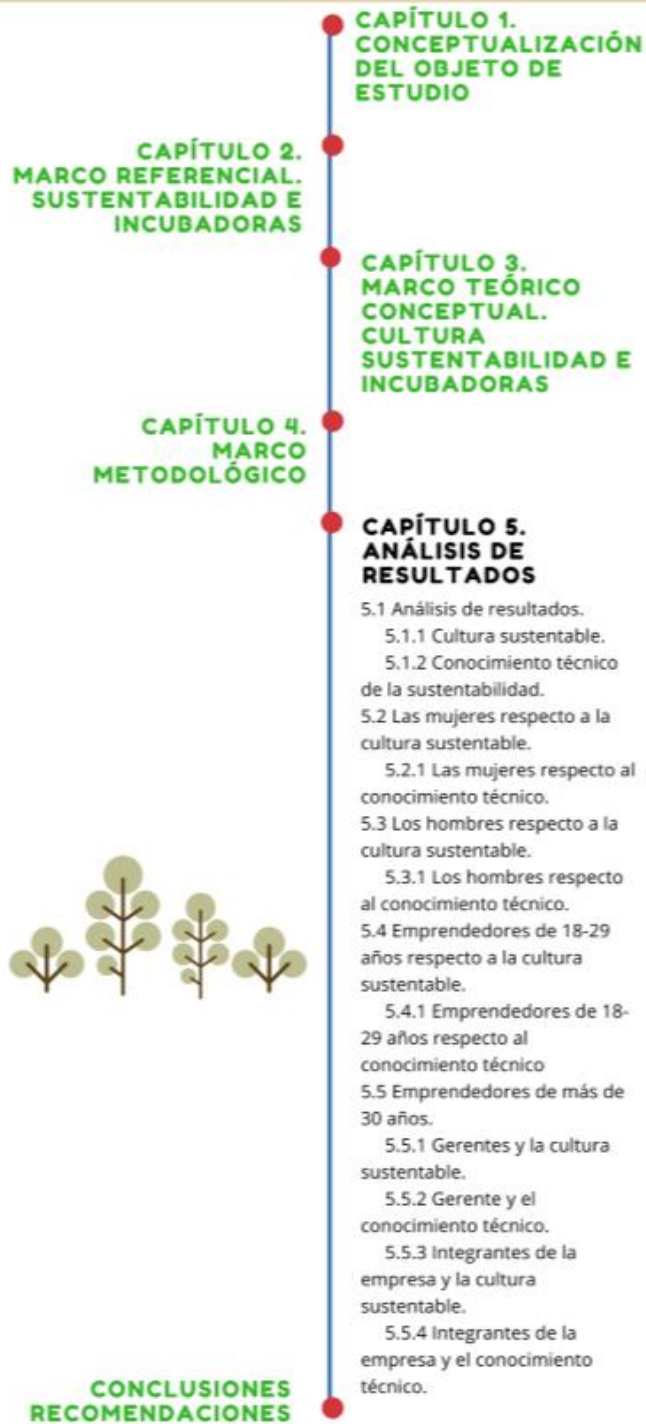 CAPÍTULO 1.
CONCEPTUALIZACIÓN
DEL OBJETO DE
ESTUDIO
CAPÍTULO 2.
MARCO REFERENCIAL.
SUSTENTABILIDAD E
INCUBADORAS
CAPÍTULO 3.
MARCO TEÓRICO
CONCEPTUAL.
CULTURA
SUSTENTABILIDAD E
INCUBADORAS
CAPÍTULO 4.
MARCO
METODOLÓGICO
CAPÍTULO 5.
ANÁLISIS DE
RESULTADOS
5.1 Análisis de resultados.
5.1.1 Cultura sustentable.
5.1.2 Conocimiento técnico
de la sustentabilidad.
5.2 Las mujeres respecto a la
cultura sustentable.
5.2.1 Las mujeres respecto al
conocimiento técnico.
5.3 Los hombres respecto a la
cultura sustentable.
5.3.1 Los hombres respecto
al conocimiento técnico.
5.4 Emprendedores de 18-29
años respecto a la cultura
sustentable.
5.4.1 Emprendedores de 18-
29 años respecto al
conocimiento técnico
5.5 Emprendedores de más de
30 años.
5.5.1 Gerentes y la cultura
sustentable.
5.5.2 Gerente y el
conocimiento técnico.
5.5.3 Integrantes de la
empresa y la cultura
sustentable.
5.5.4 Integrantes de la
empresa y el conocimiento
técnico.
CONCLUSIONES
RECOMENDACIONES